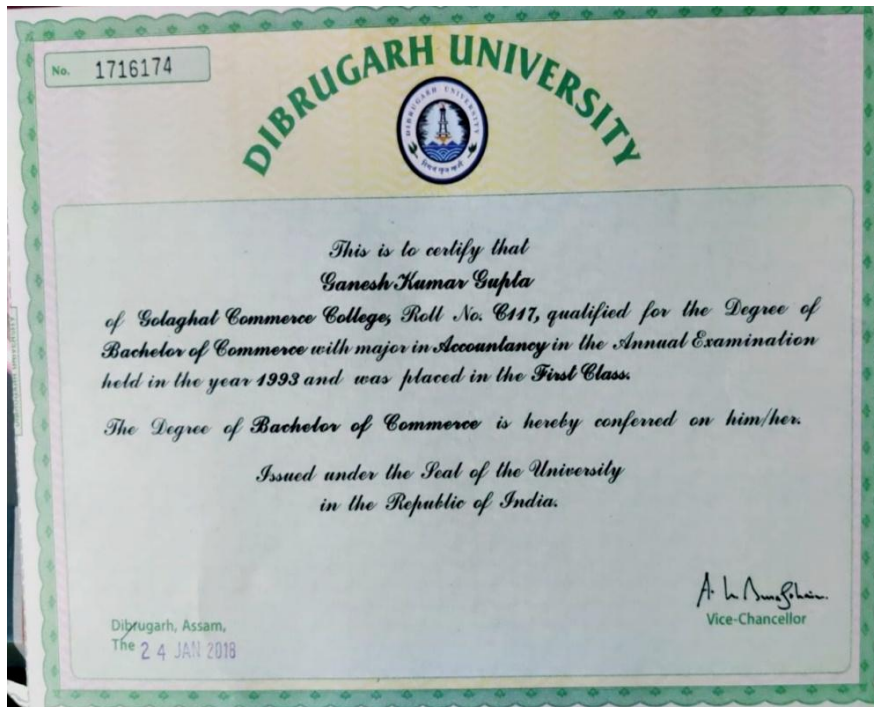 No. 1716174
DIBRUGARH UNIVERSITY
DIBRUGARH UNIVERSITY
This is to certify that
Ganesh Kumar Gupta
of Golaghat Commerce College, Roll No. C117, qualified for the Degree of
Bachelor of Commerce with major in Accountancy in the Annual Examination
held in the year 1993 and was placed in the First Class.
The Degree of Bachelor of Commerce is hereby conferred on him/her.
Issued under the Seal of the University
in the Republic of India.
Vice-Chancellor
Dibrugarh, Assam,
The 24 JAN 2018